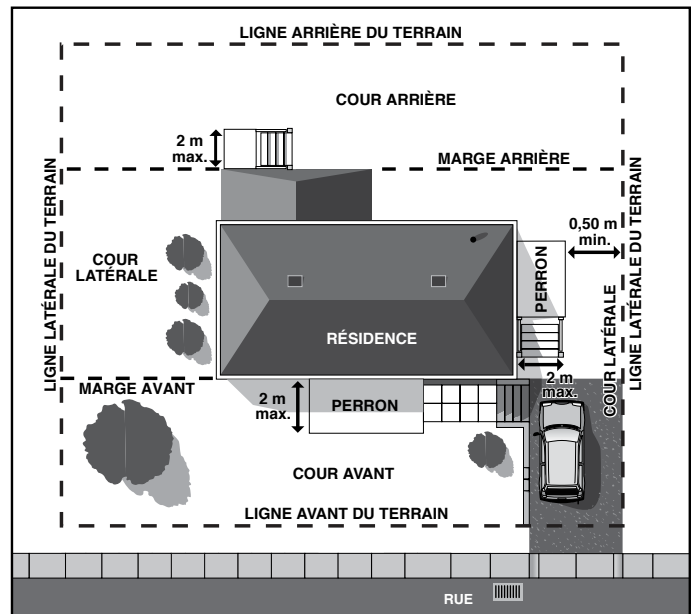 LIGNE ARRIÈRE DU TERRAIN
COUR ARRIÈRE
2 m
max.
MARGE ARRIÈRE
LIGNE LATÉRALE DU TERRAIN
COUR
LATÉRALE
0,50 m
min.
PERRON
LIGNE LATÉRALE DU TERRAIN
COUR LATÉRALE
RÉSIDENCE
2 m
max.
MARGE AVANT
2 m
max.
PERRON
COUR AVANT
LIGNE AVANT DU TERRAIN
RUE